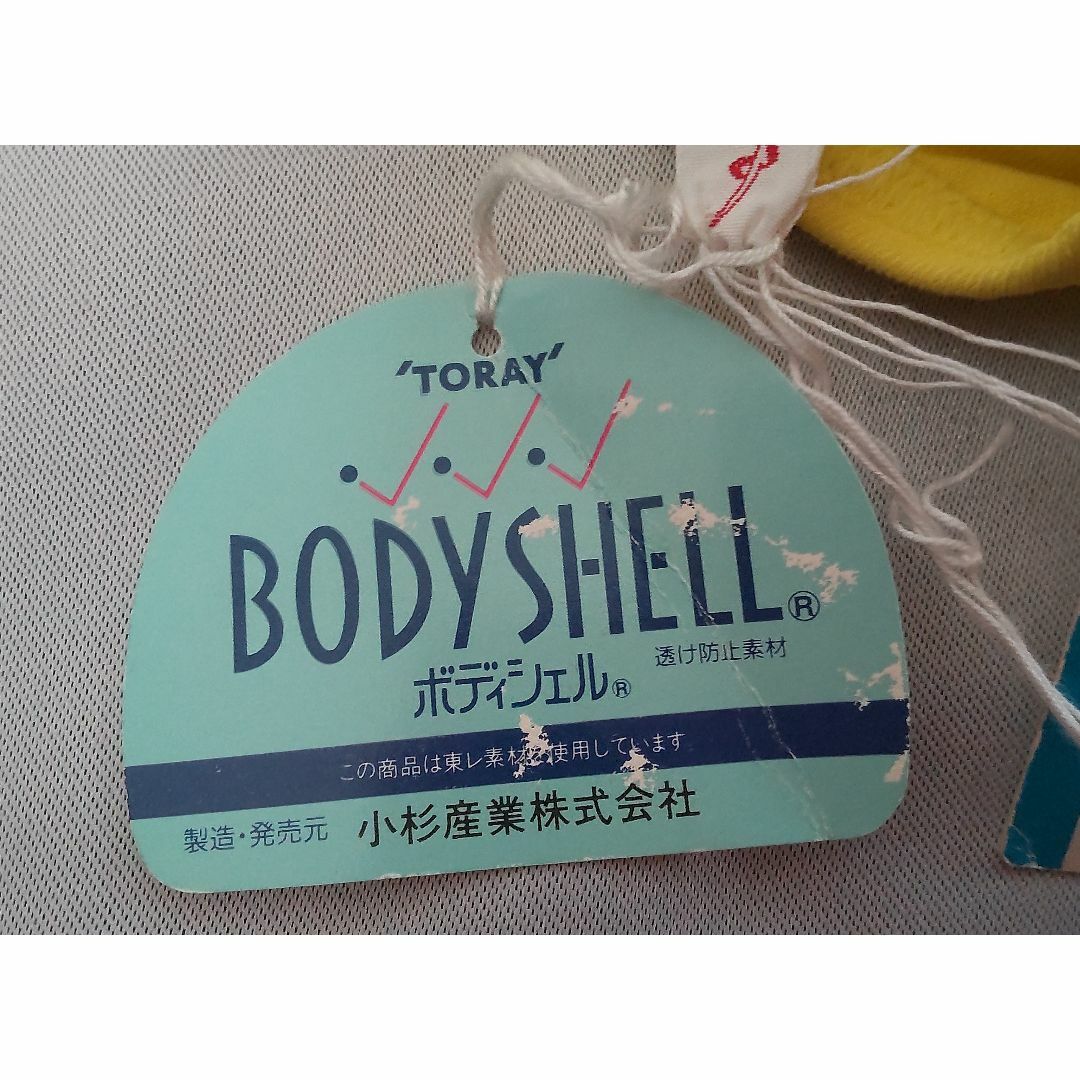 'TORAY'
BODYSHELL®
ボディシェル® 透け防止素材
この商品は東レ素材を使用しています
製造・発売元 小杉産業株式会社